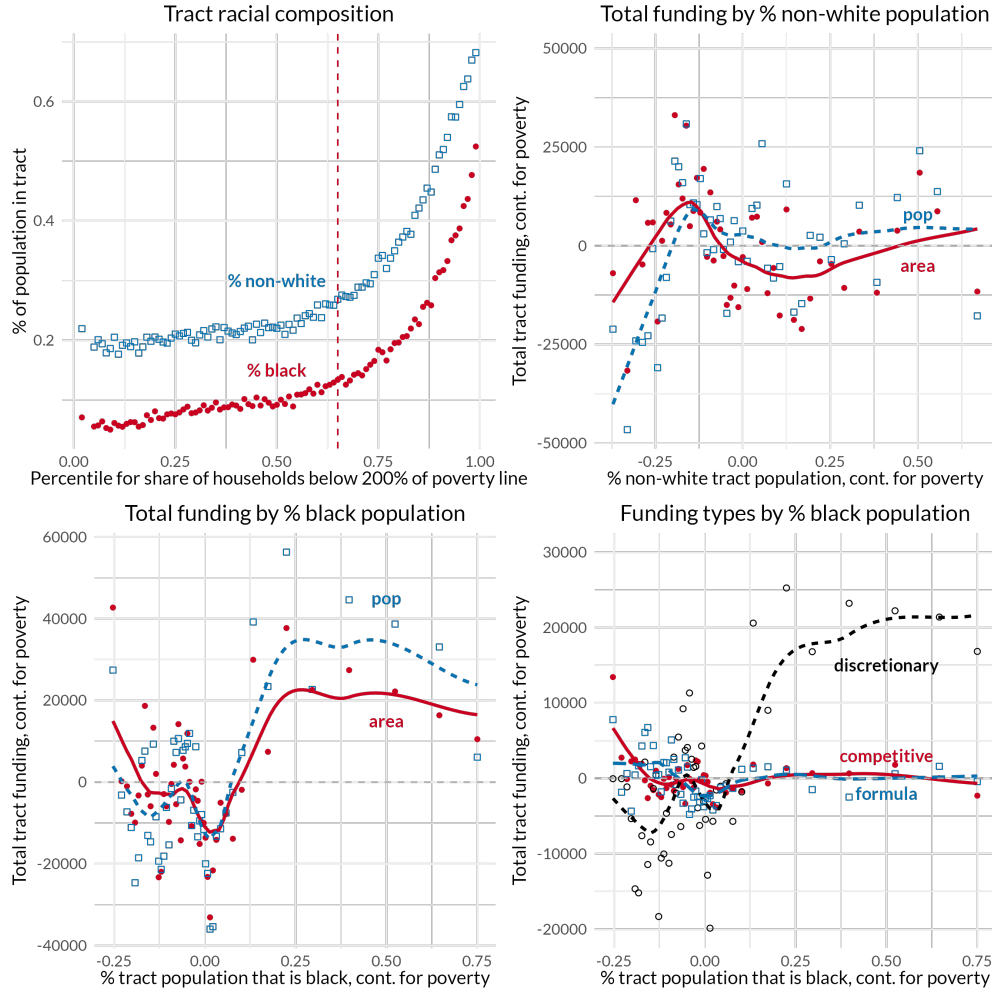 Tract racial composition
% of population in tract
0.6
0.4
0.2
% non-white
% black
0.00
0.25
0.50
0.75
1.00
Percentile for share of households below 200% of poverty line
Total funding by % non-white population
Total tract funding, cont. for poverty
50000
25000
0
-25000
-50000
pop
area
-0.25
0.00
0.25
0.50
% non-white tract population, cont. for poverty
Total funding by % black population
Total tract funding, cont. for poverty
60000
40000
20000
0
-20000
-40000
pop
area
-0.25
0.00
0.25
0.50
0.75
% tract population that is black, cont. for poverty
Funding types by % black population
Total tract funding, cont. for poverty
30000
20000
10000
0
-10000
-20000
discretionary
competitive
formula
-0.25
0.00
0.25
0.50
0.75
% tract population that is black, cont. for poverty